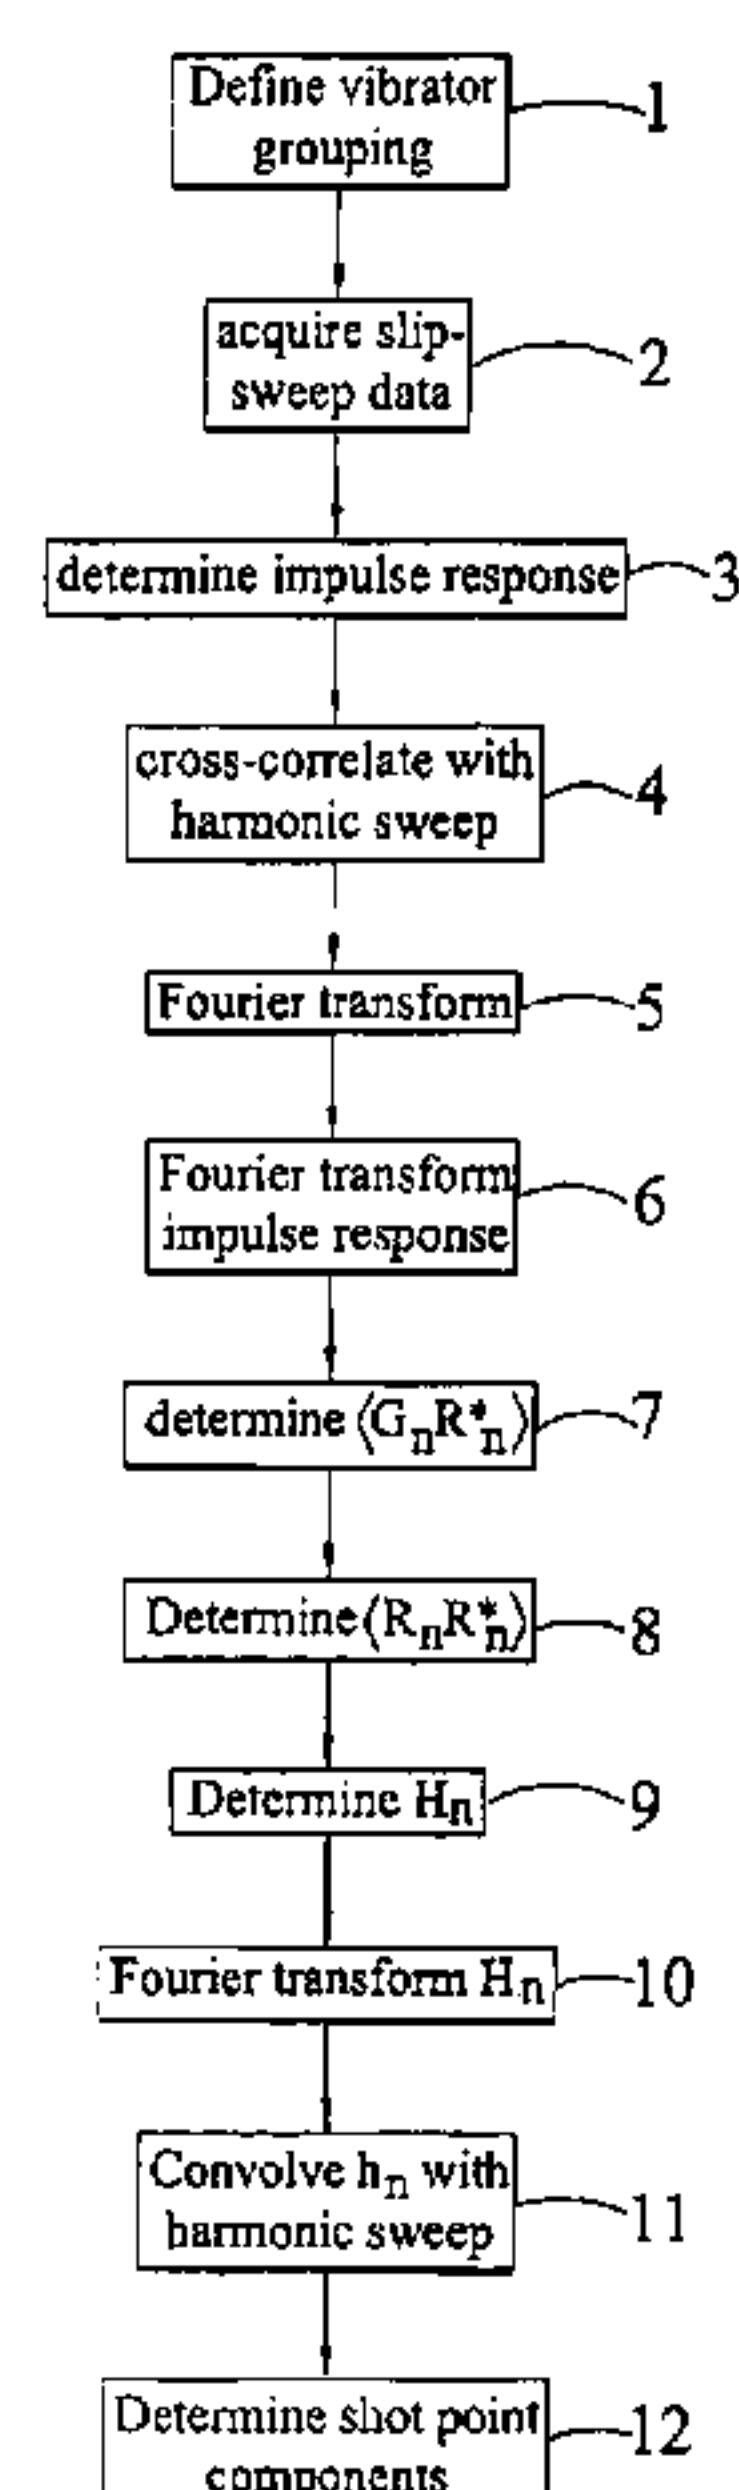 Define vibrator
grouping
1
acquire slip-
sweep data
2
determine impulse response
3
cross-correlate with
harmonic sweep
4
Fourier transform
5
Fourier transform
impulse response
6
determine ⟨GₙR*ₙ⟩
7
Determine ⟨RₙR*ₙ⟩
8
Determine Hₙ
9
Fourier transform Hₙ
10
Convolve hₙ with
harmonic sweep
11
Determine shot point
components
12